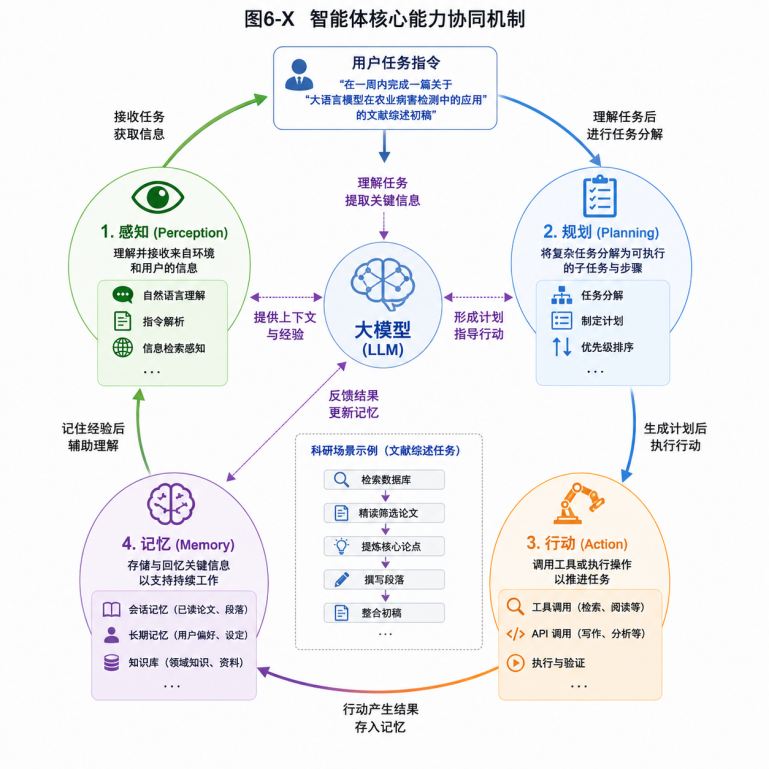 图6-X 智能体核心能力协同机制
用户任务指令
“在一周内完成一篇关于
“大语言模型在农业病害检测中的应用”
的文献综述初稿”
接收任务
获取信息
理解任务后
进行任务分解
理解任务
提取关键信息
1. 感知 (Perception)
理解并接收来自环境
和用户的信息
自然语言理解
指令解析
信息检索感知
...
提供上下文
与经验
大模型
(LLM)
形成计划
指导行动
2. 规划 (Planning)
将复杂任务分解为可执行
的子任务与步骤
任务分解
制定计划
优先级排序
...
反馈结果
更新记忆
记住经验后
辅助理解
生成计划后
执行行动
科研场景示例（文献综述任务）
检索数据库
精读筛选论文
提炼核心论点
撰写段落
整合初稿
...
4. 记忆 (Memory)
存储与回忆关键信息
以支持持续工作
会话记忆（已读论文、段落）
长期记忆（用户偏好、设定）
知识库（领域知识、资料）
...
3. 行动 (Action)
调用工具或执行操作
以推进任务
工具调用（检索、阅读等）
</> API 调用（写作、分析等）
执行与验证
...
行动产生结果
存入记忆